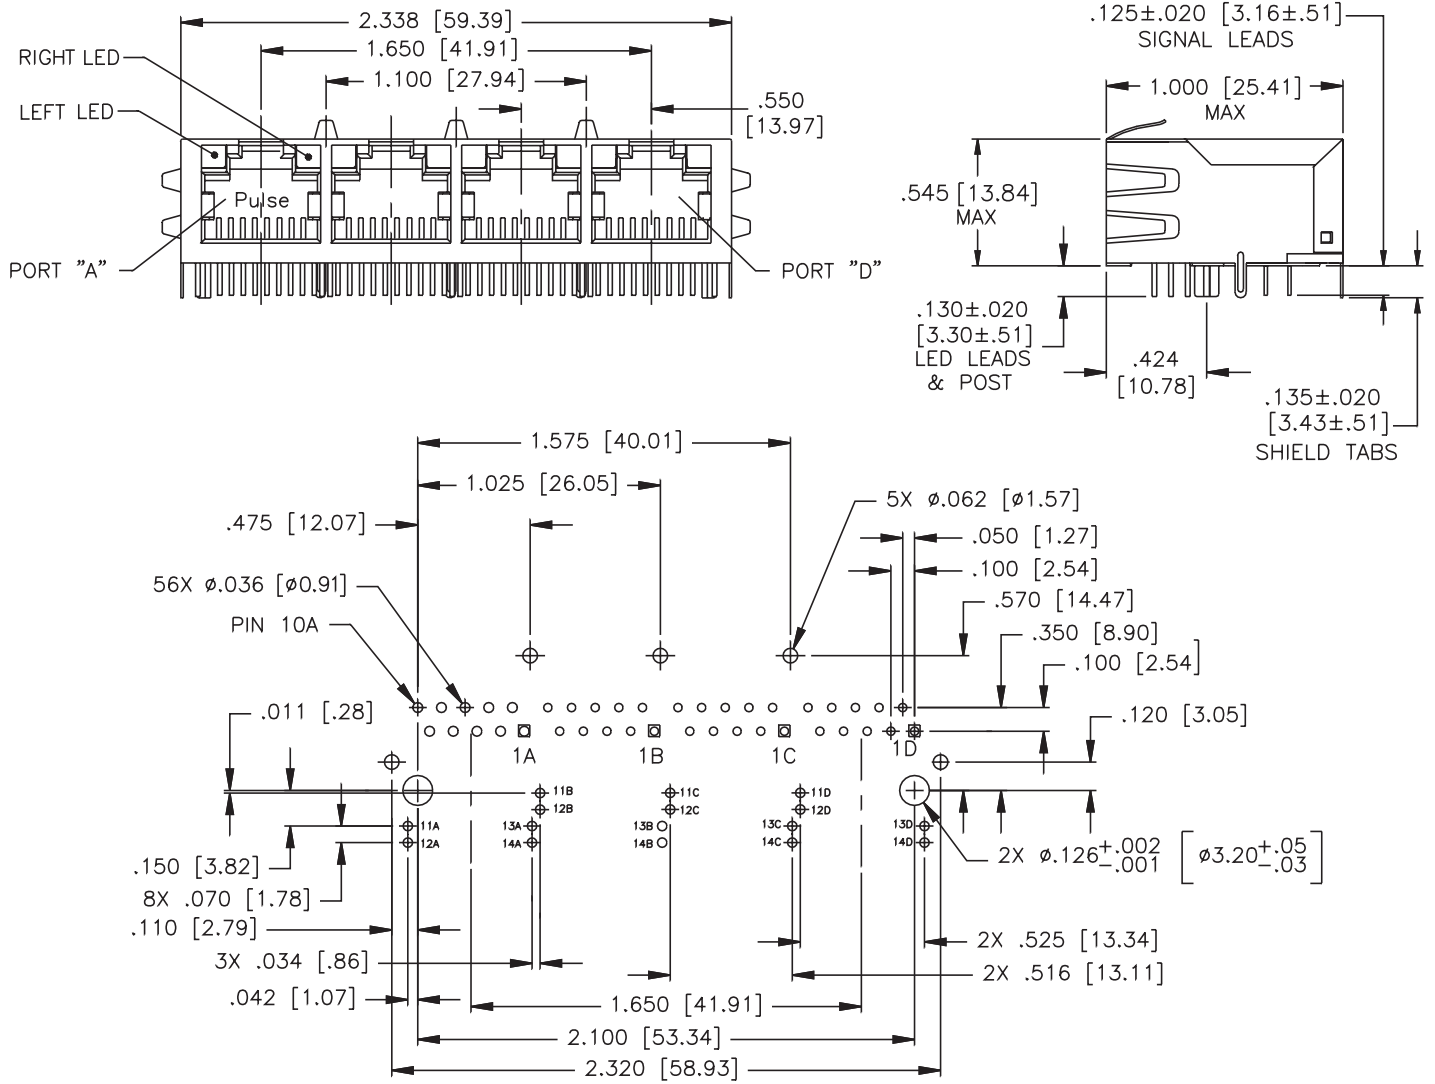 2.338 [59.39]
1.650 [41.91]
1.100 [27.94]
.550
[13.97]
RIGHT LED
LEFT LED
Pulse
PORT "A"
PORT "D"
.125±.020 [3.16±.51]
SIGNAL LEADS
1.000 [25.41]
MAX
.545 [13.84]
MAX
.130±.020
[3.30±.51]
LED LEADS
& POST
.424
[10.78]
.135±.020
[3.43±.51]
SHIELD TABS
1.575 [40.01]
1.025 [26.05]
.475 [12.07]
5X ø.062 [ø1.57]
.050 [1.27]
.100 [2.54]
56X ø.036 [ø0.91]
.570 [14.47]
PIN 10A
.350 [8.90]
.100 [2.54]
.011 [.28]
.120 [3.05]
1A
1B
1C
1D
11B
11C
11D
12B
12C
12D
11A
13A
13B
13C
13D
12A
14A
14B
14C
14D
2X ø.126+.002 -.001 [ø3.20+.05 -.03]
.150 [3.82]
8X .070 [1.78]
.110 [2.79]
2X .525 [13.34]
3X .034 [.86]
2X .516 [13.11]
.042 [1.07]
1.650 [41.91]
2.100 [53.34]
2.320 [58.93]